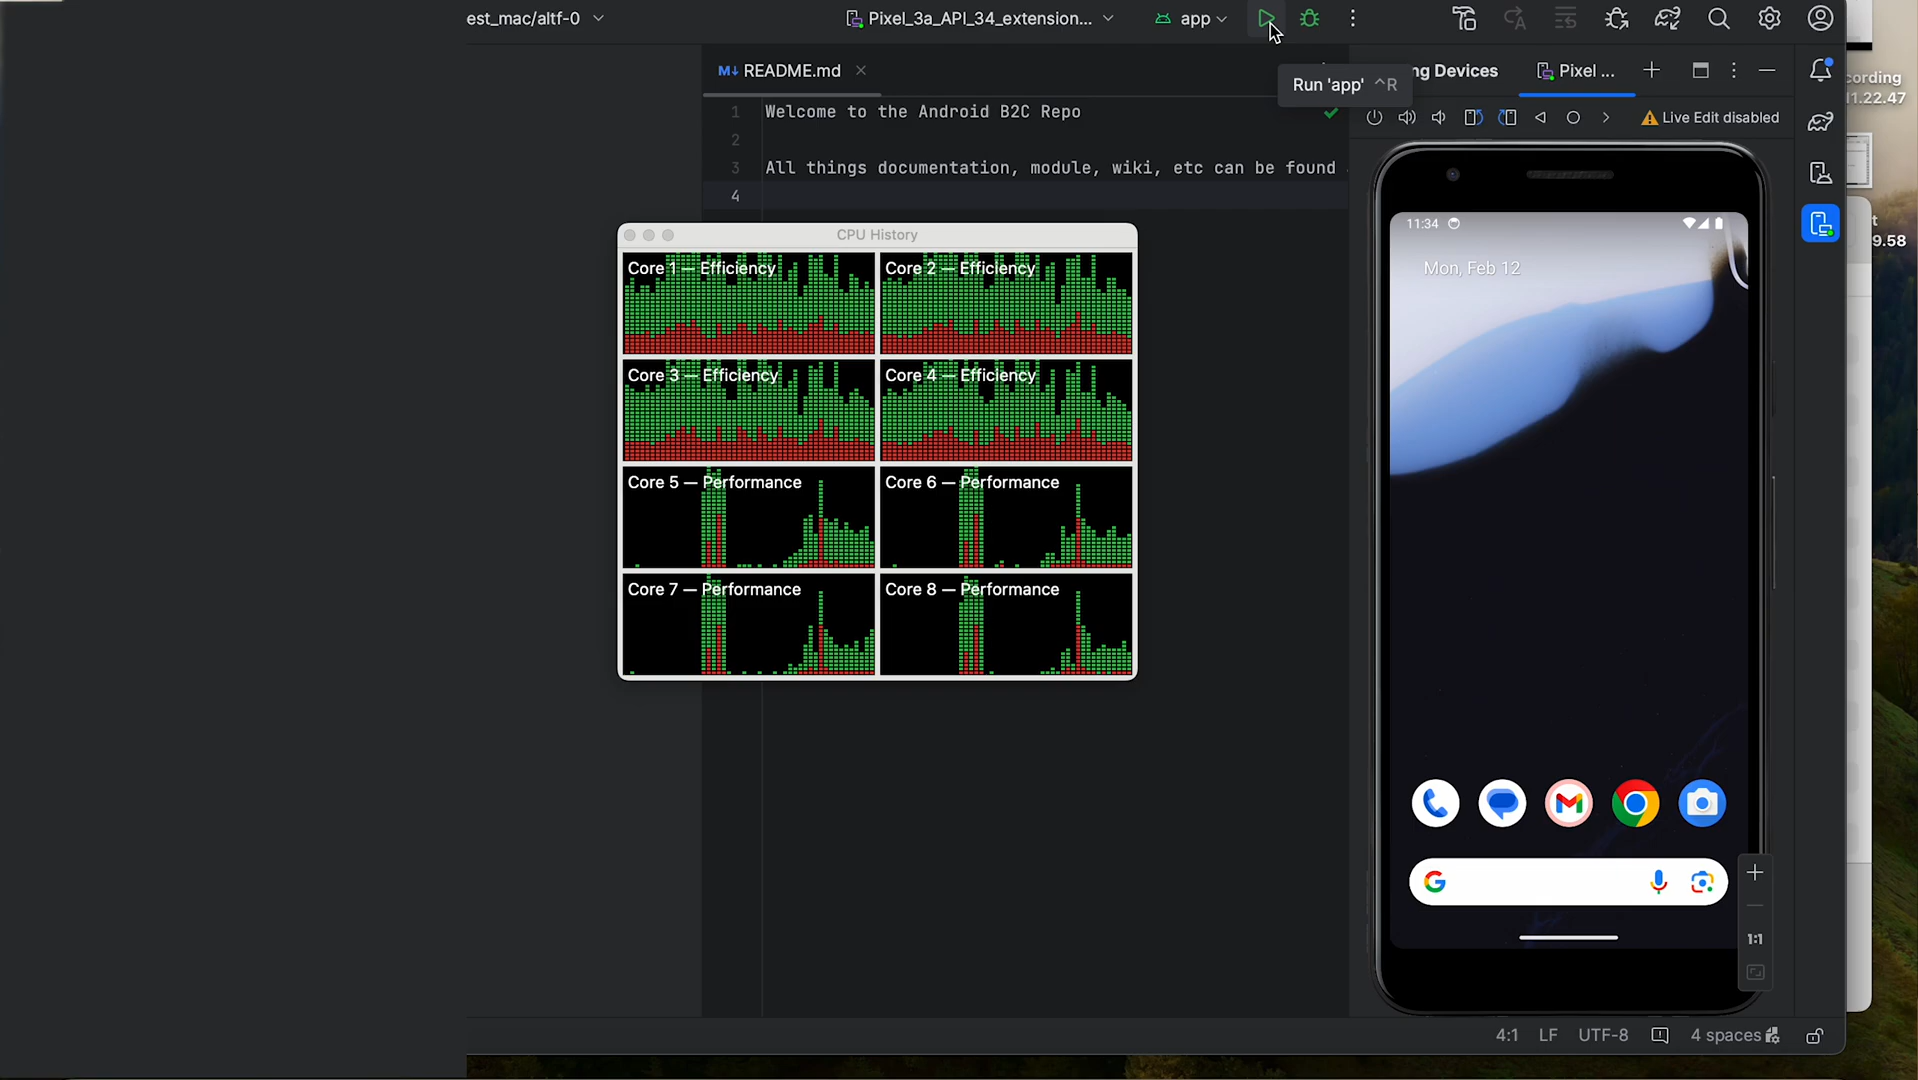 est_mac/altf-0
Pixel_3a_API_34_extension...
app
README.md
Run 'app' ^R
ng Devices
Pixel ...
cording
11.22.47
1 Welcome to the Android B2C Repo
Live Edit disabled
2
3 All things documentation, module, wiki, etc can be found
4
t
9.58
11:34
Mon, Feb 12
CPU History
Core 1 — Efficiency
Core 2 — Efficiency
Core 3 — Efficiency
Core 4 — Efficiency
Core 5 — Performance
Core 6 — Performance
Core 7 — Performance
Core 8 — Performance
1:1
4:1 LF UTF-8 4 spaces